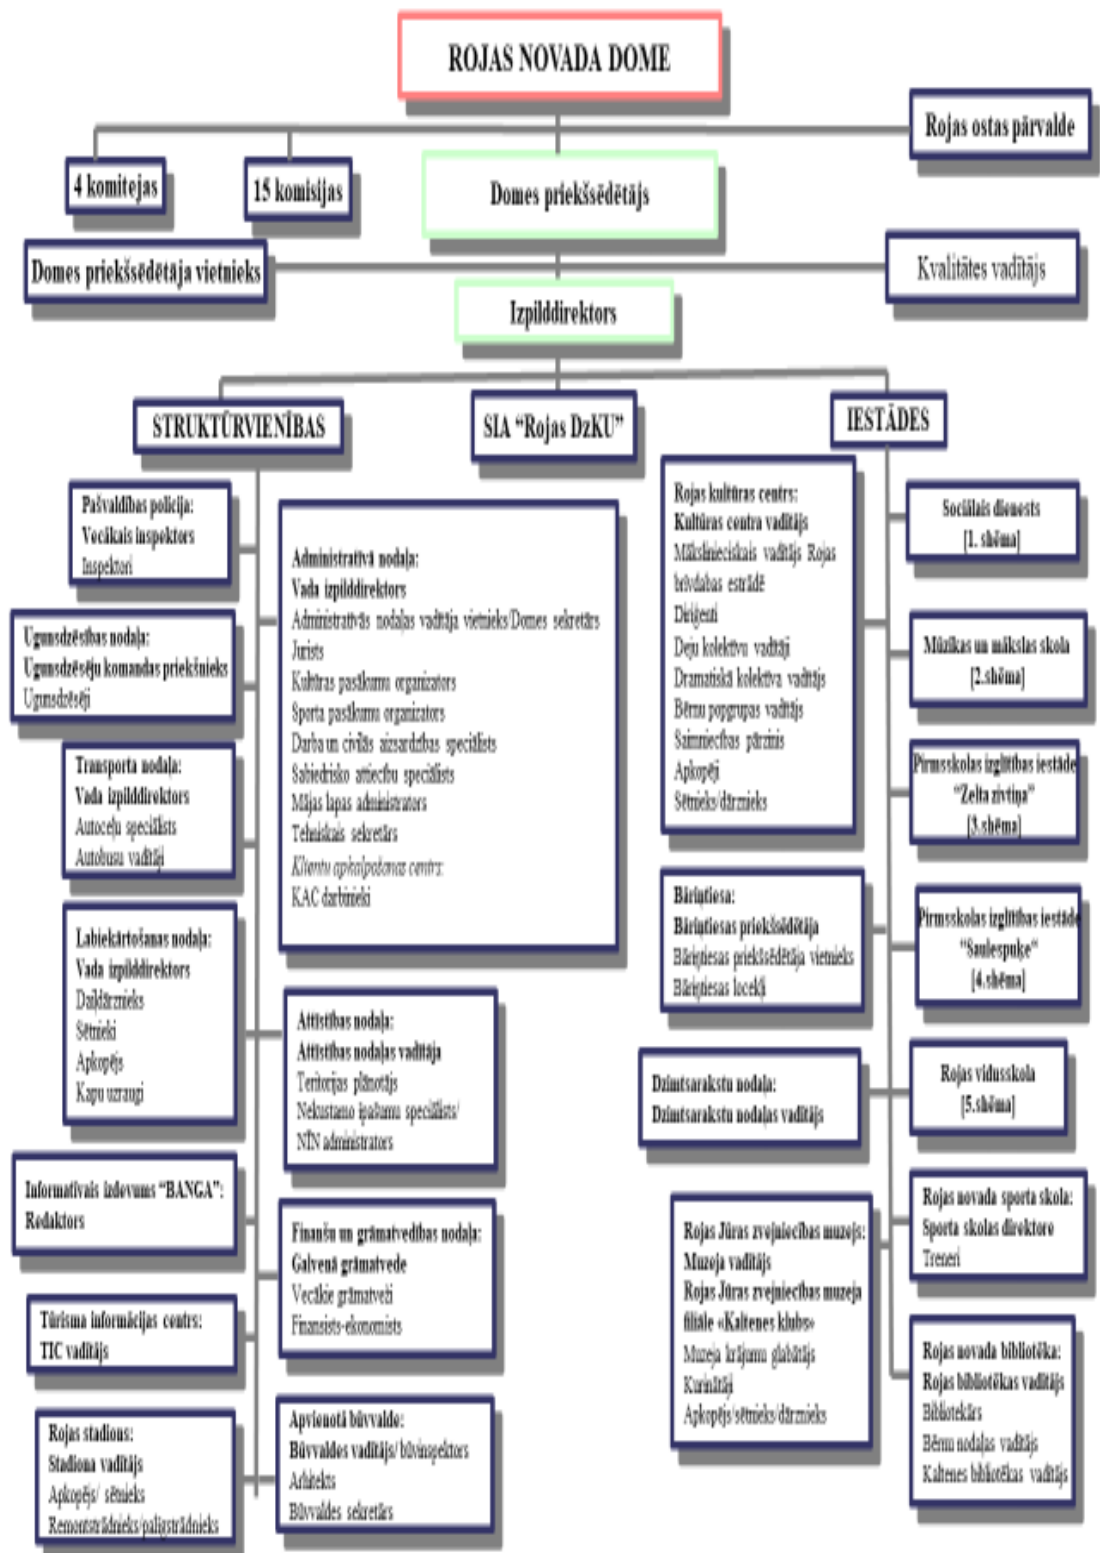 ROJAS NOVADA DOME
Rojas ostas pārvalde
4 komitejas
15 komisijas
Domes priekšsēdētājs
Domes priekšsēdētāja vietnieks
Kvalitātes vadītājs
Izpilddirektors
STRUKTŪRVIENĪBAS
SIA “Rojas DzKU”
IESTĀDES
Pašvaldības policija:
Vecākais inspektors
Inspektori
Ugunsdzēsības nodaļa:
Ugunsdzēsēju komandas priekšnieks
Ugunsdzēsēji
Transporta nodaļa:
Vada izpilddirektors
Autoceļu speciālists
Autobusu vadītāji
Labiekārtošanas nodaļa:
Vada izpilddirektors
Daiļdārznieks
Sētnieki
Apkopējs
Kapu uzraugi
Informatīvais izdevums “BANGA”:
Redaktors
Tūrisma informācijas centrs:
TIC vadītājs
Rojas stadions:
Stadiona vadītājs
Apkopējs/ sētnieks
Remontstrādnieks/palīgstrādnieks
Administratīvā nodaļa:
Vada izpilddirektors
Administratīvās nodaļas vadītāja vietnieks/Domes sekretārs
Jurists
Kultūras pasākumu organizators
Sporta pasākumu organizators
Darba un civilās aizsardzības speciālists
Sabiedrisko attiecību speciālists
Mājas lapas administrators
Tehniskais sekretārs
Klientu apkalpošanas centrs:
KAC darbinieki
Attīstības nodaļa:
Attīstības nodaļas vadītāja
Teritorijas plānotājs
Nekustamo īpašumu speciālists/
NĪN administrators
Finanšu un grāmatvedības nodaļa:
Galvenā grāmatvede
Vecākie grāmatveži
Finansists-ekonomists
Apvienotā būvvalde:
Būvvaldes vadītājs/ būvinspektors
Arhitekts
Būvvaldes sekretārs
Rojas kultūras centrs:
Kultūras centra vadītājs
Mākslinieciskais vadītājs Rojas
brīvdabas estrādē
Diriģenti
Deju kolektīvu vadītāji
Dramatiskā kolektīva vadītājs
Bērnu popgrupas vadītājs
Saimniecības pārzinis
Apkopēji
Sētnieks/dārznieks
Bāriņtiesa:
Bāriņtiesas priekšsēdētāja
Bāriņtiesas priekšsēdētāja vietnieks
Bāriņtiesas locekļi
Dzimtsarakstu nodaļa:
Dzimtsarakstu nodaļas vadītājs
Rojas Jūras zvejniecības muzejs:
Muzeja vadītājs
Rojas Jūras zvejniecības muzeja
filiāle «Kaltenes klubs»
Muzeja krājumu glabātājs
Kurinātāji
Apkopējs/sētnieks/dārznieks
Sociālais dienests
[1. shēma]
Mūzikas un mākslas skola
[2.shēma]
Pirmsskolas izglītības iestāde
“Zelta zivtiņa”
[3.shēma]
Pirmsskolas izglītības iestāde
“Saulespuķe“
[4.shēma]
Rojas vidusskola
[5.shēma]
Rojas novada sporta skola:
Sporta skolas direktore
Treneri
Rojas novada bibliotēka:
Rojas bibliotēkas vadītājs
Bibliotekārs
Bērnu nodaļas vadītājs
Kaltenes bibliotēkas vadītājs